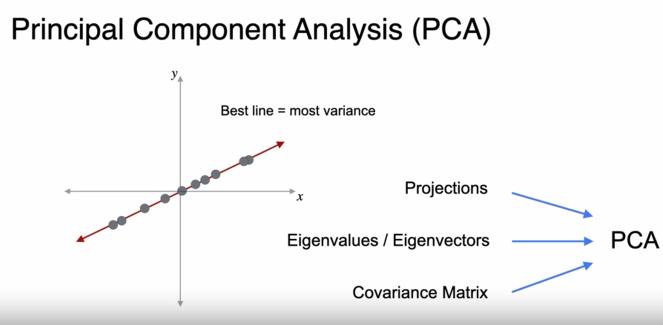 Principal Component Analysis (PCA)
y
Best line = most variance
x
Projections
Eigenvalues / Eigenvectors
PCA
Covariance Matrix